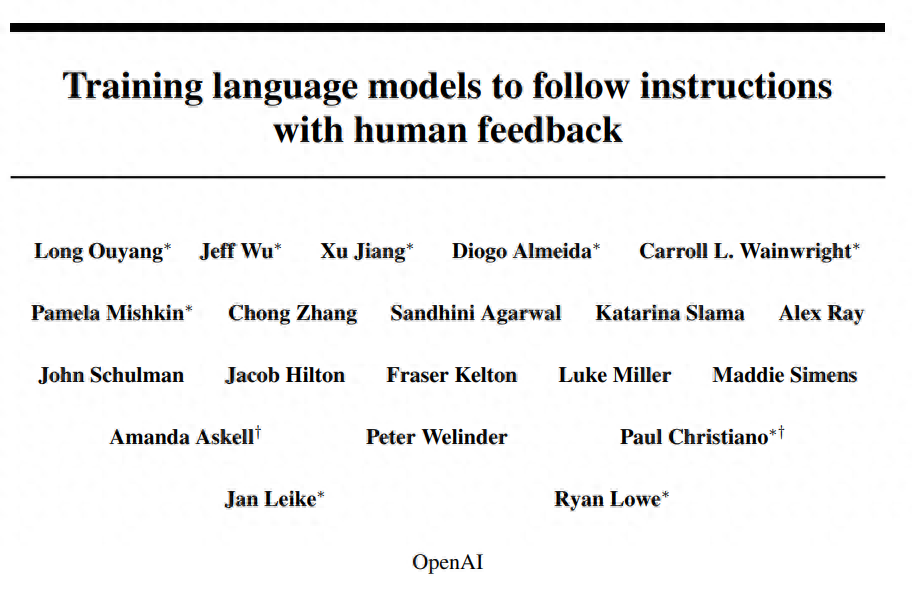 Training language models to follow instructions
with human feedback
Long Ouyang* Jeff Wu* Xu Jiang* Diogo Almeida* Carroll L. Wainwright*
Pamela Mishkin* Chong Zhang Sandhini Agarwal Katarina Slama Alex Ray
John Schulman Jacob Hilton Fraser Kelton Luke Miller Maddie Simens
Amanda Askell† Peter Welinder Paul Christiano*†
Jan Leike* Ryan Lowe*
OpenAI